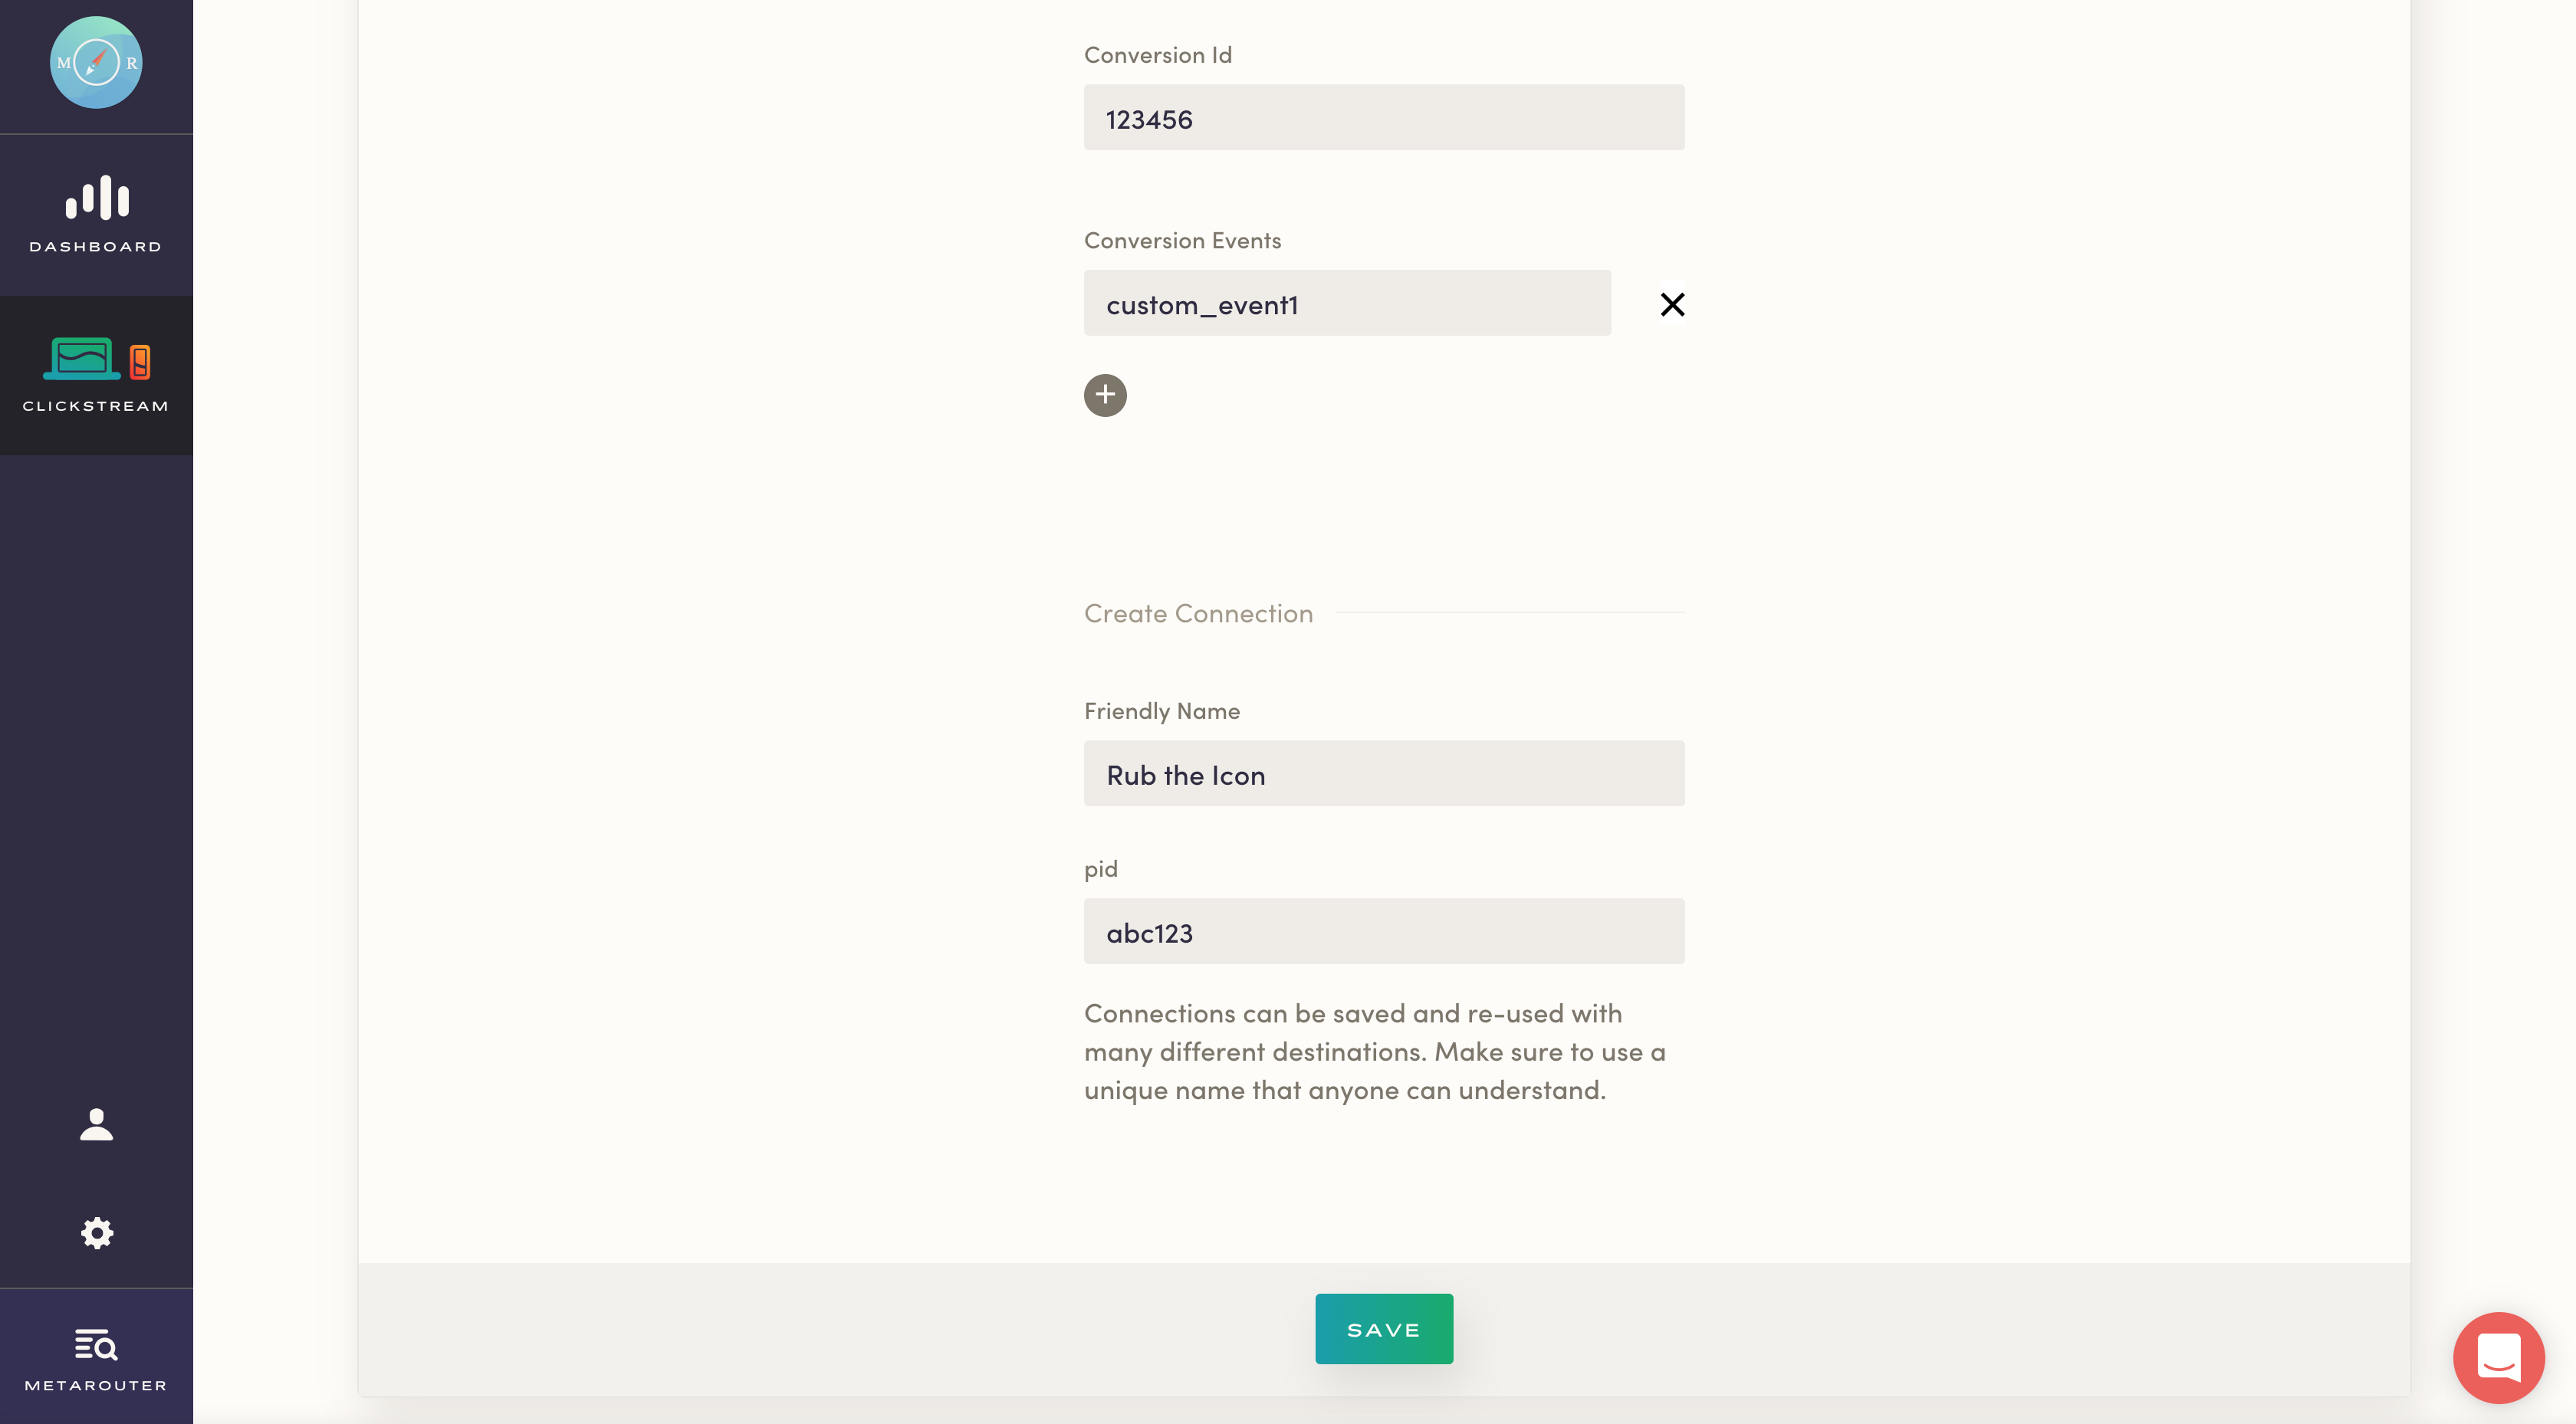 M R
DASHBOARD
CLICKSTREAM
METAROUTER
Conversion Id
123456
Conversion Events
custom_event1
Create Connection
Friendly Name
Rub the Icon
pid
abc123
Connections can be saved and re-used with
many different destinations. Make sure to use a
unique name that anyone can understand.
SAVE